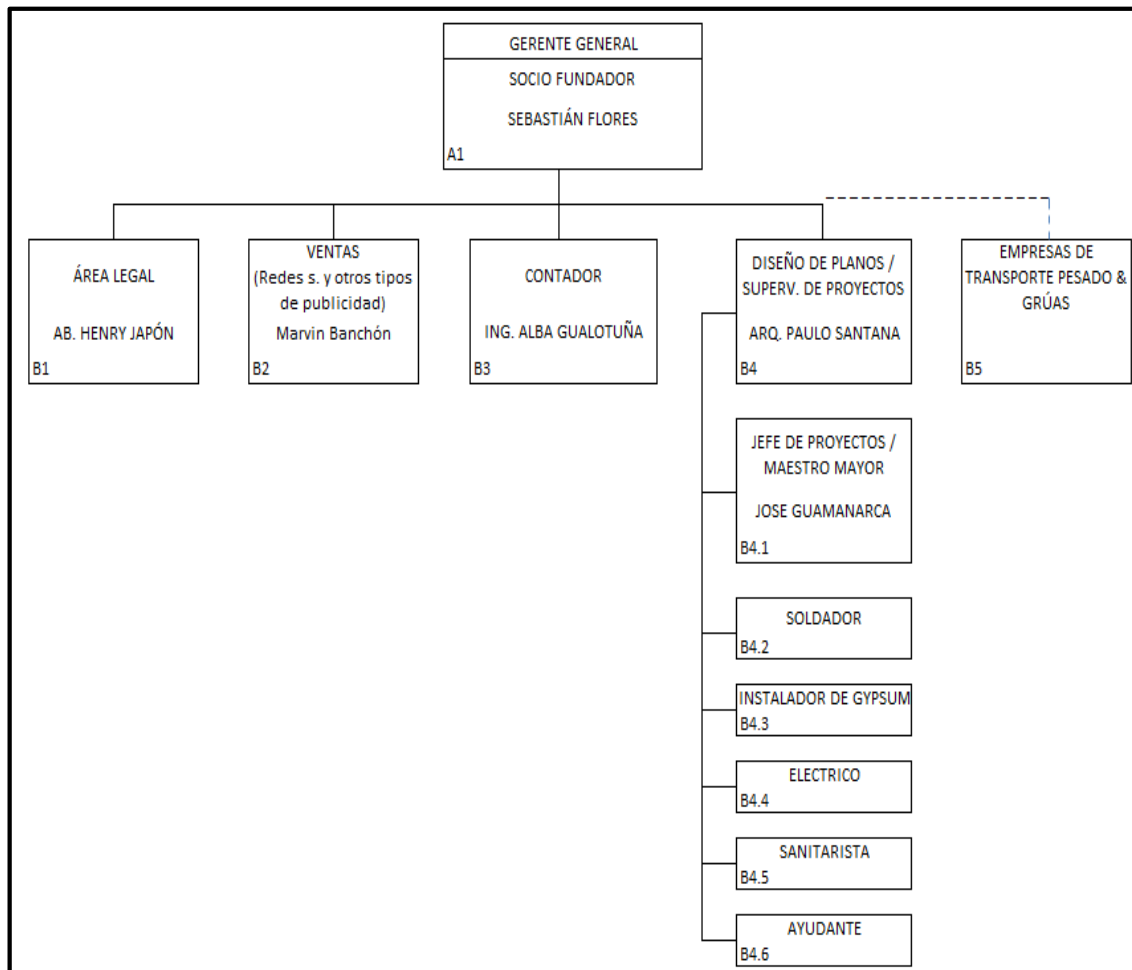 GERENTE GENERAL
SOCIO FUNDADOR
SEBASTIÁN FLORES
A1
ÁREA LEGAL
AB. HENRY JAPÓN
B1
VENTAS
(Redes s. y otros tipos
de publicidad)
Marvin Banchón
B2
CONTADOR
ING. ALBA GUALOTUÑA
B3
DISEÑO DE PLANOS /
SUPERV. DE PROYECTOS
ARQ. PAULO SANTANA
B4
EMPRESAS DE
TRANSPORTE PESADO &
GRÚAS
B5
JEFE DE PROYECTOS /
MAESTRO MAYOR
JOSE GUAMANARCA
B4.1
SOLDADOR
B4.2
INSTALADOR DE GYPSUM
B4.3
ELECTRICO
B4.4
SANITARISTA
B4.5
AYUDANTE
B4.6